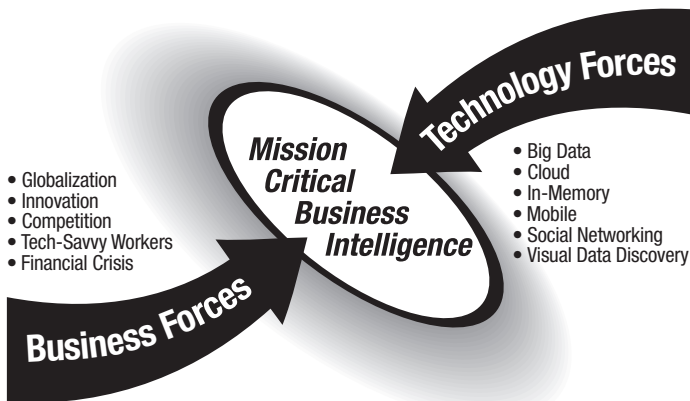 Technology Forces
Mission
Critical
Business
Intelligence
• Big Data
• Cloud
• In-Memory
• Mobile
• Social Networking
• Visual Data Discovery
• Globalization
• Innovation
• Competition
• Tech-Savvy Workers
• Financial Crisis
Business Forces